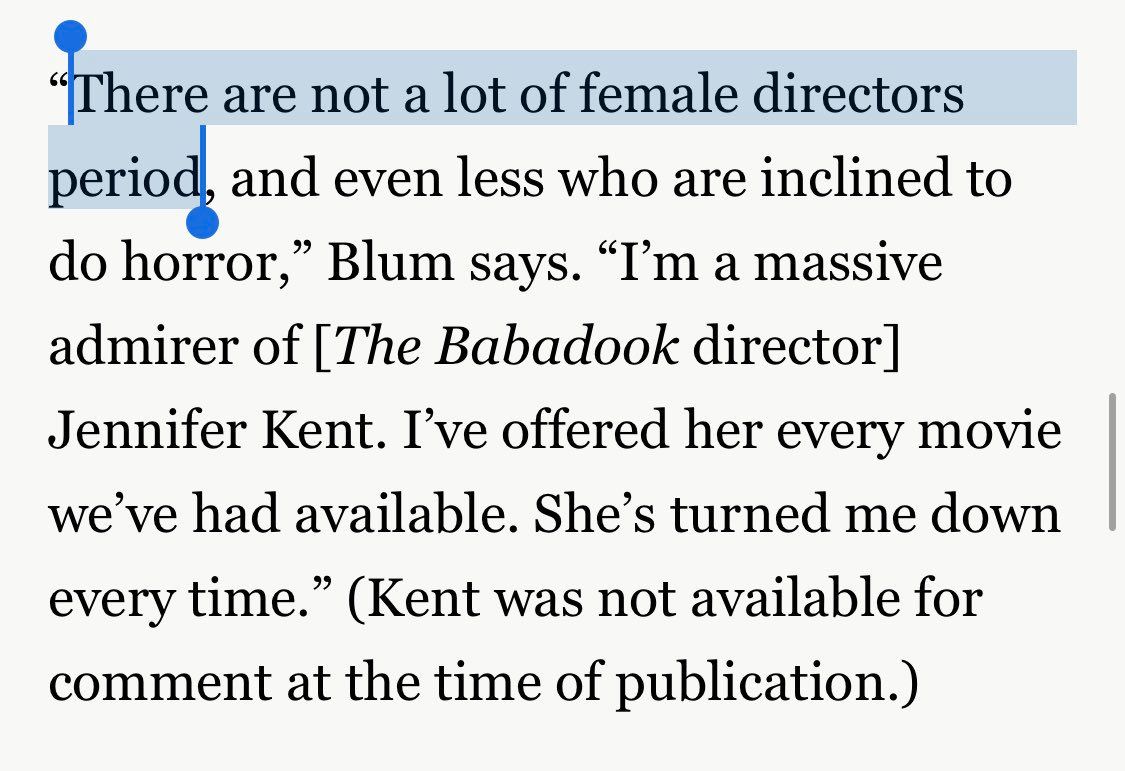 “There are not a lot of female directors
period, and even less who are inclined to
do horror,” Blum says. “I’m a massive
admirer of [The Babadook director]
Jennifer Kent. I’ve offered her every movie
we’ve had available. She’s turned me down
every time.” (Kent was not available for
comment at the time of publication.)